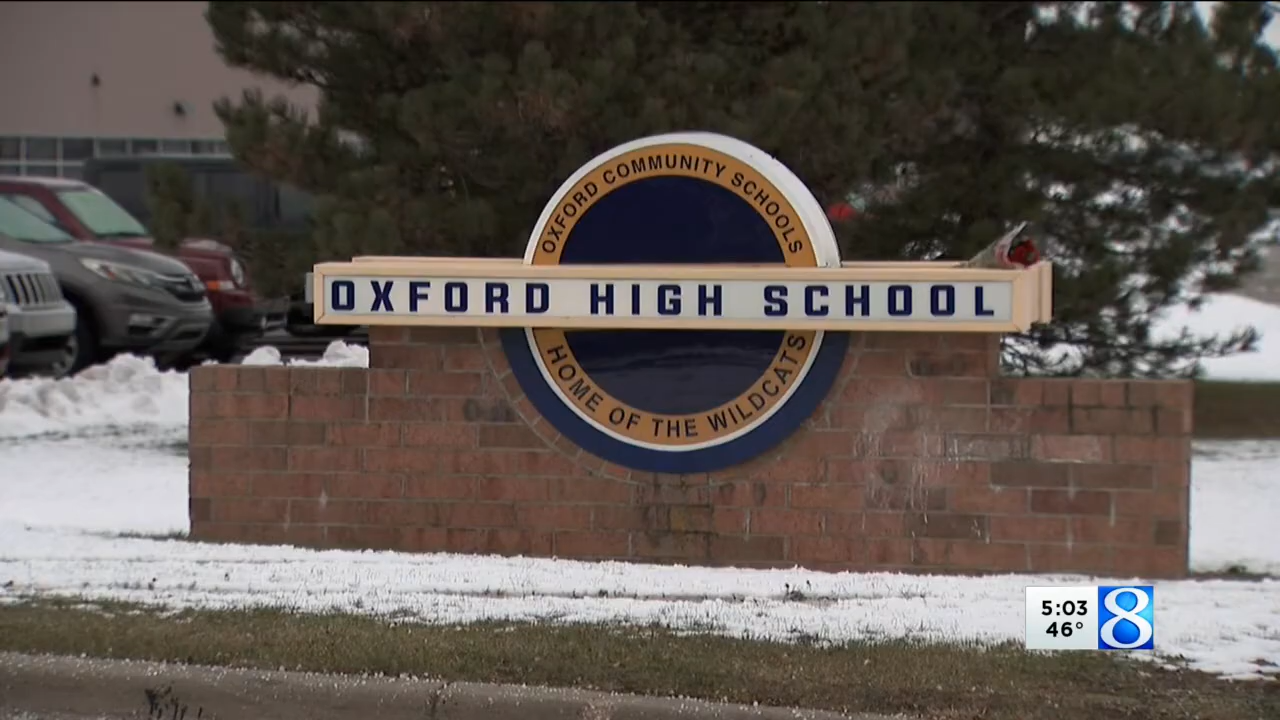 OXFORD COMMUNITY SCHOOLS
OXFORD HIGH SCHOOL
HOME OF THE WILDCATS
5:03
46°
8